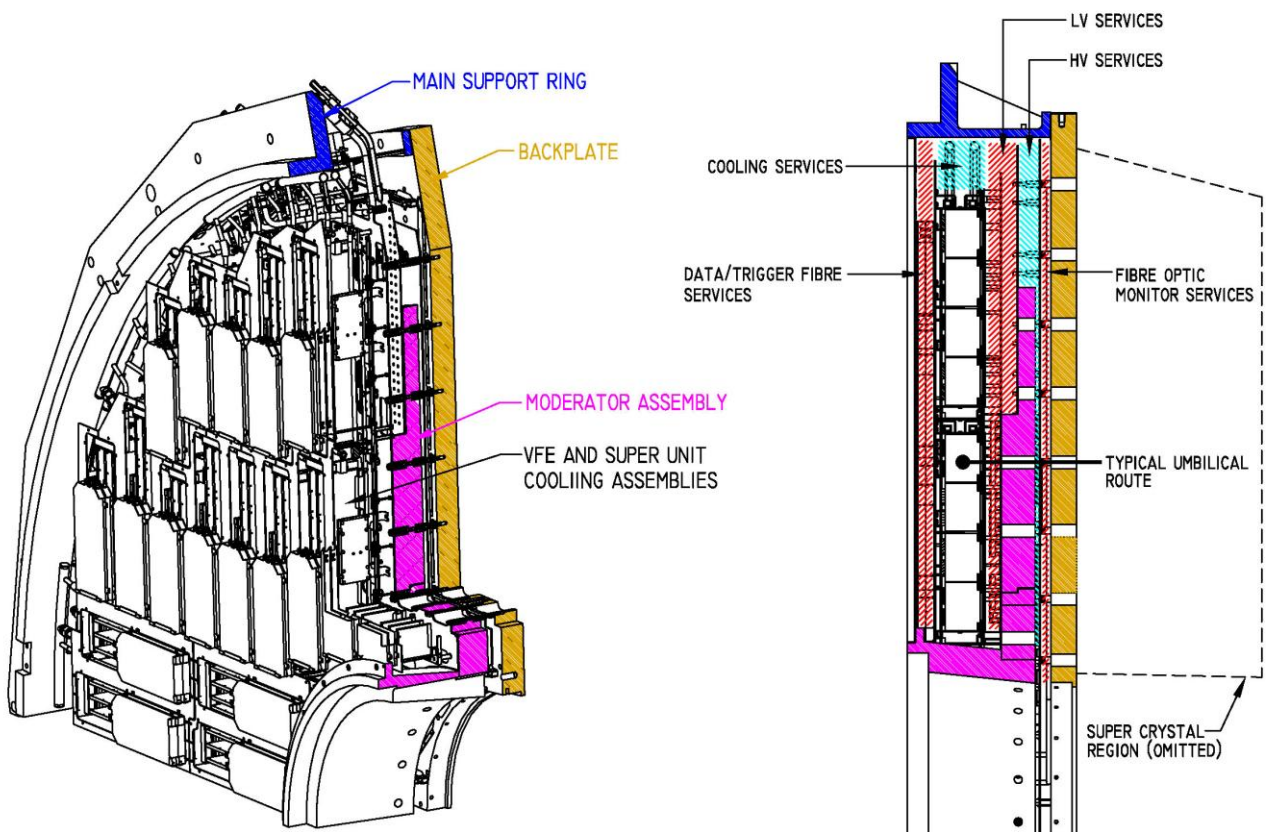 MAIN SUPPORT RING
BACKPLATE
MODERATOR ASSEMBLY
VFE AND SUPER UNIT
COOLIING ASSEMBLIES
LV SERVICES
HV SERVICES
COOLING SERVICES
DATA/TRIGGER FIBRE
SERVICES
FIBRE OPTIC
MONITOR SERVICES
TYPICAL UMBILICAL
ROUTE
SUPER CRYSTAL
REGION (OMITTED)